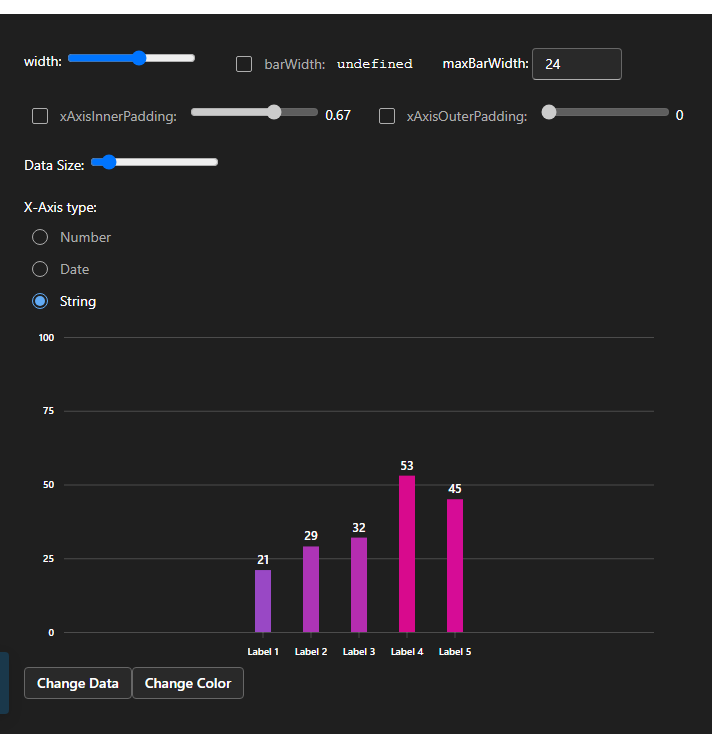 width: barWidth: undefined maxBarWidth: 24
xAxisInnerPadding: 0.67 xAxisOuterPadding: 0
Data Size:
X-Axis type:
Number
Date
String
100
75
53
50
45
32
29
25
21
0
Label 1 Label 2 Label 3 Label 4 Label 5
Change Data Change Color